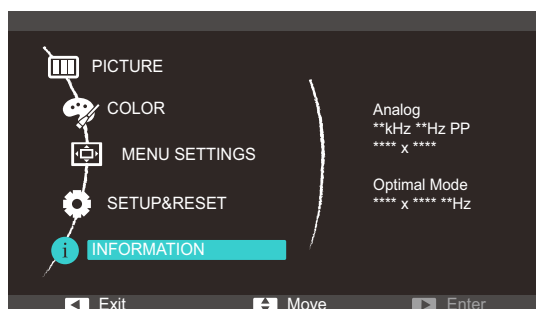 PICTURE
COLOR
MENU SETTINGS
SETUP&RESET
INFORMATION
Analog
**kHz **Hz PP
**** x ****
Optimal Mode
**** x **** **Hz
Exit Move Enter